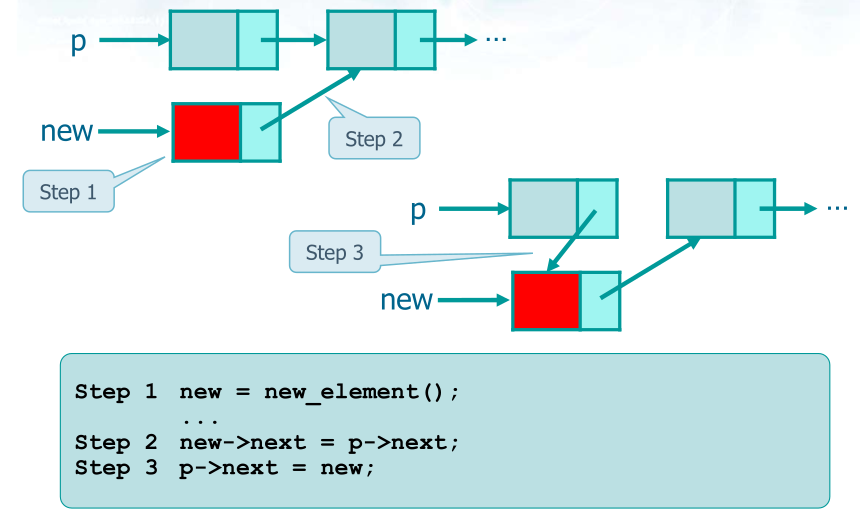 p
...
new
Step 2
Step 1
p
...
Step 3
new
Step 1 new = new_element();
...
Step 2 new->next = p->next;
Step 3 p->next = new;